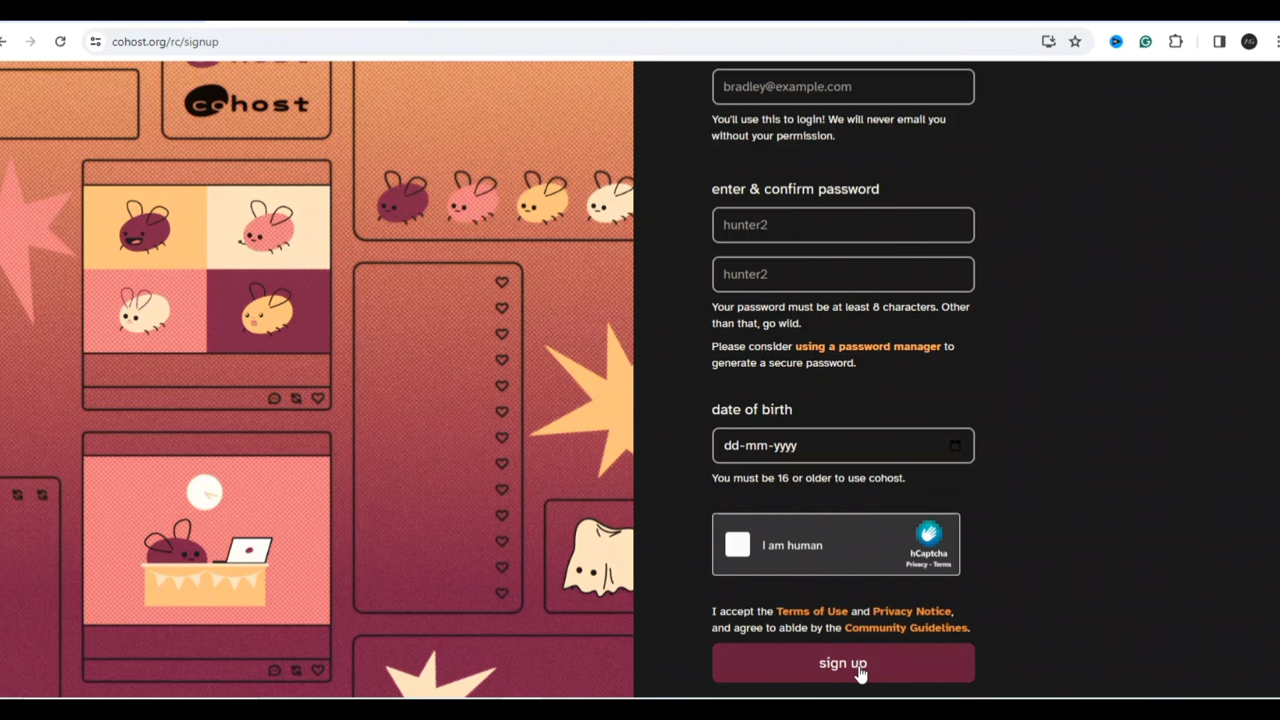 cohost.org/rc/signup
AG
cohost
bradley@example.com
You'll use this to login! We will never email you
without your permission.
enter & confirm password
hunter2
hunter2
Your password must be at least 8 characters. Other
than that, go wild.
Please consider using a password manager to
generate a secure password.
date of birth
dd-mm-yyyy
You must be 16 or older to use cohost.
I am human
hCaptcha
Privacy - Terms
I accept the Terms of Use and Privacy Notice,
and agree to abide by the Community Guidelines.
sign up